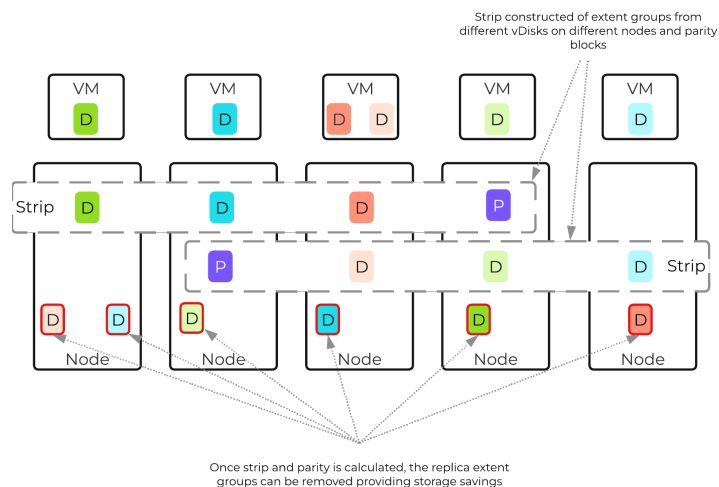 Strip constructed of extent groups from
different vDisks on different nodes and parity
blocks
VM
VM
VM
VM
VM
D
D
D
D
D
D
Strip
D
D
D
P
P
D
D
D
Strip
D
D
D
D
D
D
Node
Node
Node
Node
Node
Once strip and parity is calculated, the replica extent
groups can be removed providing storage savings